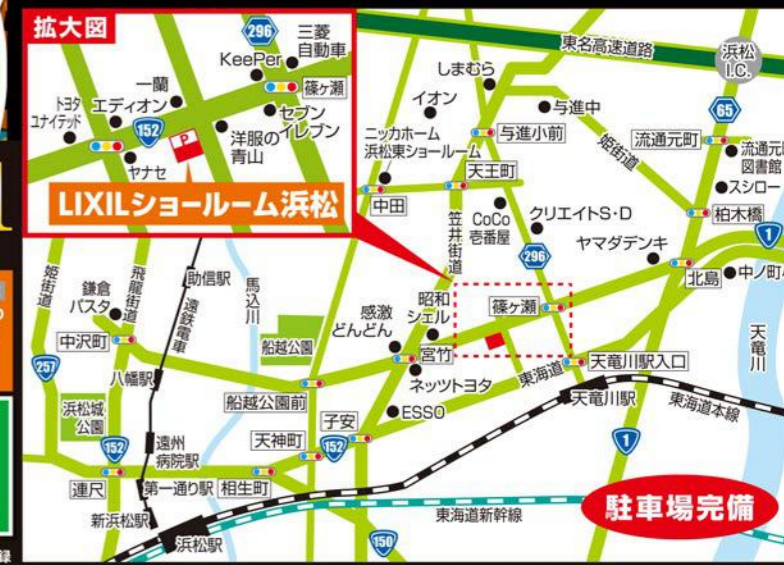 拡大図
296
三菱
自動車
KeePer
一蘭
篠ヶ瀬
トヨタ
ユナイテッド
エディオン
152
セブン
イレブン
洋服の
青山
P
ヤナセ
LIXILショールーム浜松
東名高速道路
浜松
I.C.
しまむら
65
イオン
与進中
ニッカホーム
浜松東ショールーム
与進小前
姫街道
流通元町
流通元町
図書館
天王町
スシロー
中田
笠井街道
CoCo
壱番屋
クリエイトS・D
柏木橋
1
296
ヤマダデンキ
北島
中ノ町
姫街道
鎌倉
パスタ
飛龍街道
助信駅
遠鉄電車
馬込川
感激
どんどん
昭和
シェル
篠ヶ瀬
天竜川
中沢町
船越公園
宮竹
257
八幡駅
ネッツトヨタ
東海道
天竜川駅入口
船越公園前
ESSO
天竜川駅
東海道本線
浜松城
公園
子安
152
遠州
病院駅
天神町
152
1
連尺
第一通り駅
相生町
新浜松駅
東海道新幹線
駐車場完備
浜松駅
150
録